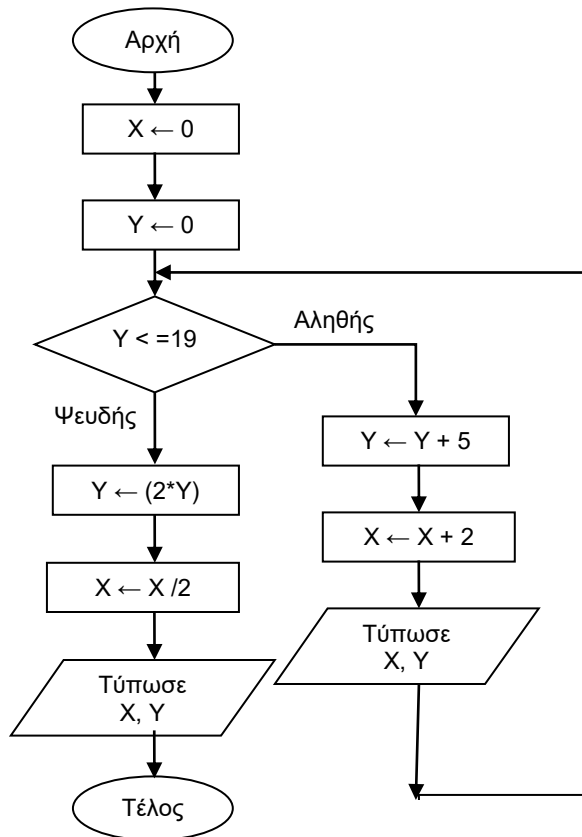 Αρχή
X ← 0
Y ← 0
Y < =19
Αληθής
Ψευδής
Y ← Y + 5
Y ← (2*Y)
X ← X + 2
X ← X /2
Τύπωσε
X, Y
Τύπωσε
X, Y
Τέλος